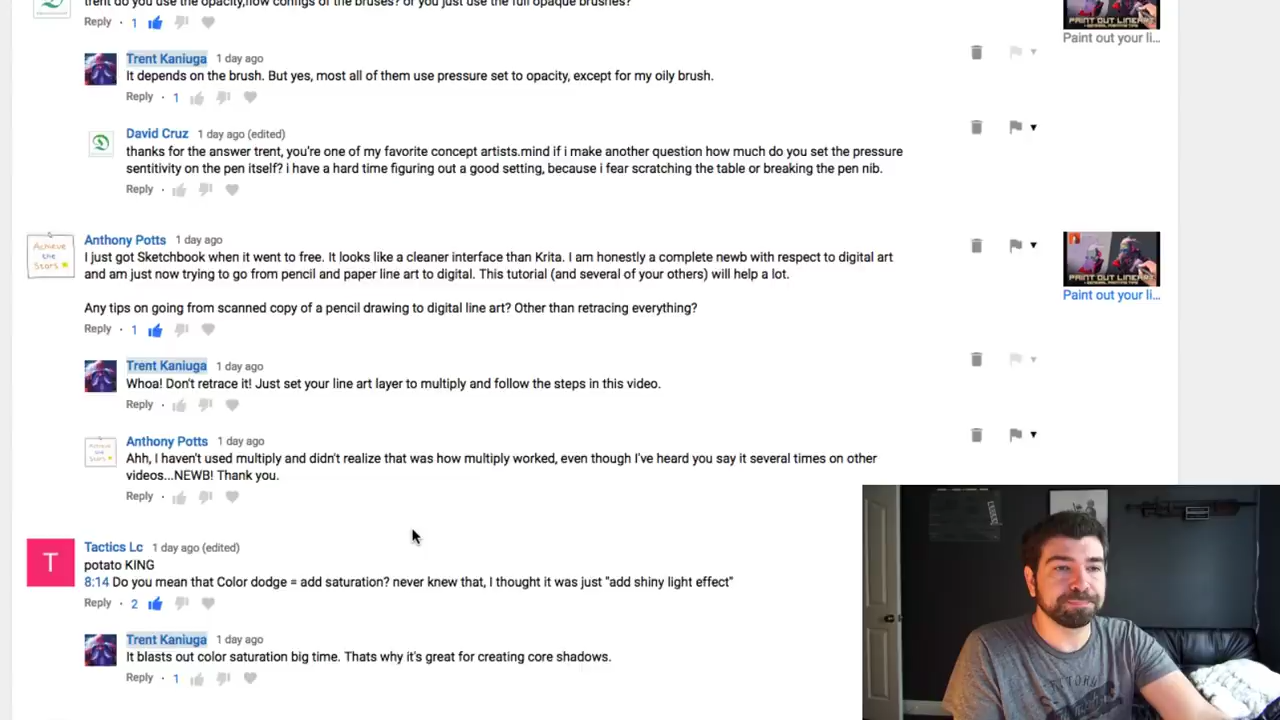 trent do you use the opacity,flow configs of the bruses? or you just use the full opaque brushes?
Reply · 1
Paint out your li...
Trent Kaniuga 1 day ago
It depends on the brush. But yes, most all of them use pressure set to opacity, except for my oily brush.
Reply · 1
David Cruz 1 day ago (edited)
thanks for the answer trent, you're one of my favorite concept artists.mind if i make another question how much do you set the pressure
sentitivity on the pen itself? i have a hard time figuring out a good setting, because i fear scratching the table or breaking the pen nib.
Reply ·
Achieve
the
Stars
Anthony Potts 1 day ago
I just got Sketchbook when it went to free. It looks like a cleaner interface than Krita. I am honestly a complete newb with respect to digital art
and am just now trying to go from pencil and paper line art to digital. This tutorial (and several of your others) will help a lot.
Any tips on going from scanned copy of a pencil drawing to digital line art? Other than retracing everything?
Reply · 1
PAINT OUT LINEART
Paint out your li...
Trent Kaniuga 1 day ago
Whoa! Don't retrace it! Just set your line art layer to multiply and follow the steps in this video.
Reply ·
Anthony Potts 1 day ago
Ahh, I haven't used multiply and didn't realize that was how multiply worked, even though I've heard you say it several times on other
videos...NEWB! Thank you.
Reply ·
T
Tactics Lc 1 day ago (edited)
potato KING
8:14 Do you mean that Color dodge = add saturation? never knew that, I thought it was just "add shiny light effect"
Reply · 2
Trent Kaniuga 1 day ago
It blasts out color saturation big time. Thats why it's great for creating core shadows.
Reply · 1